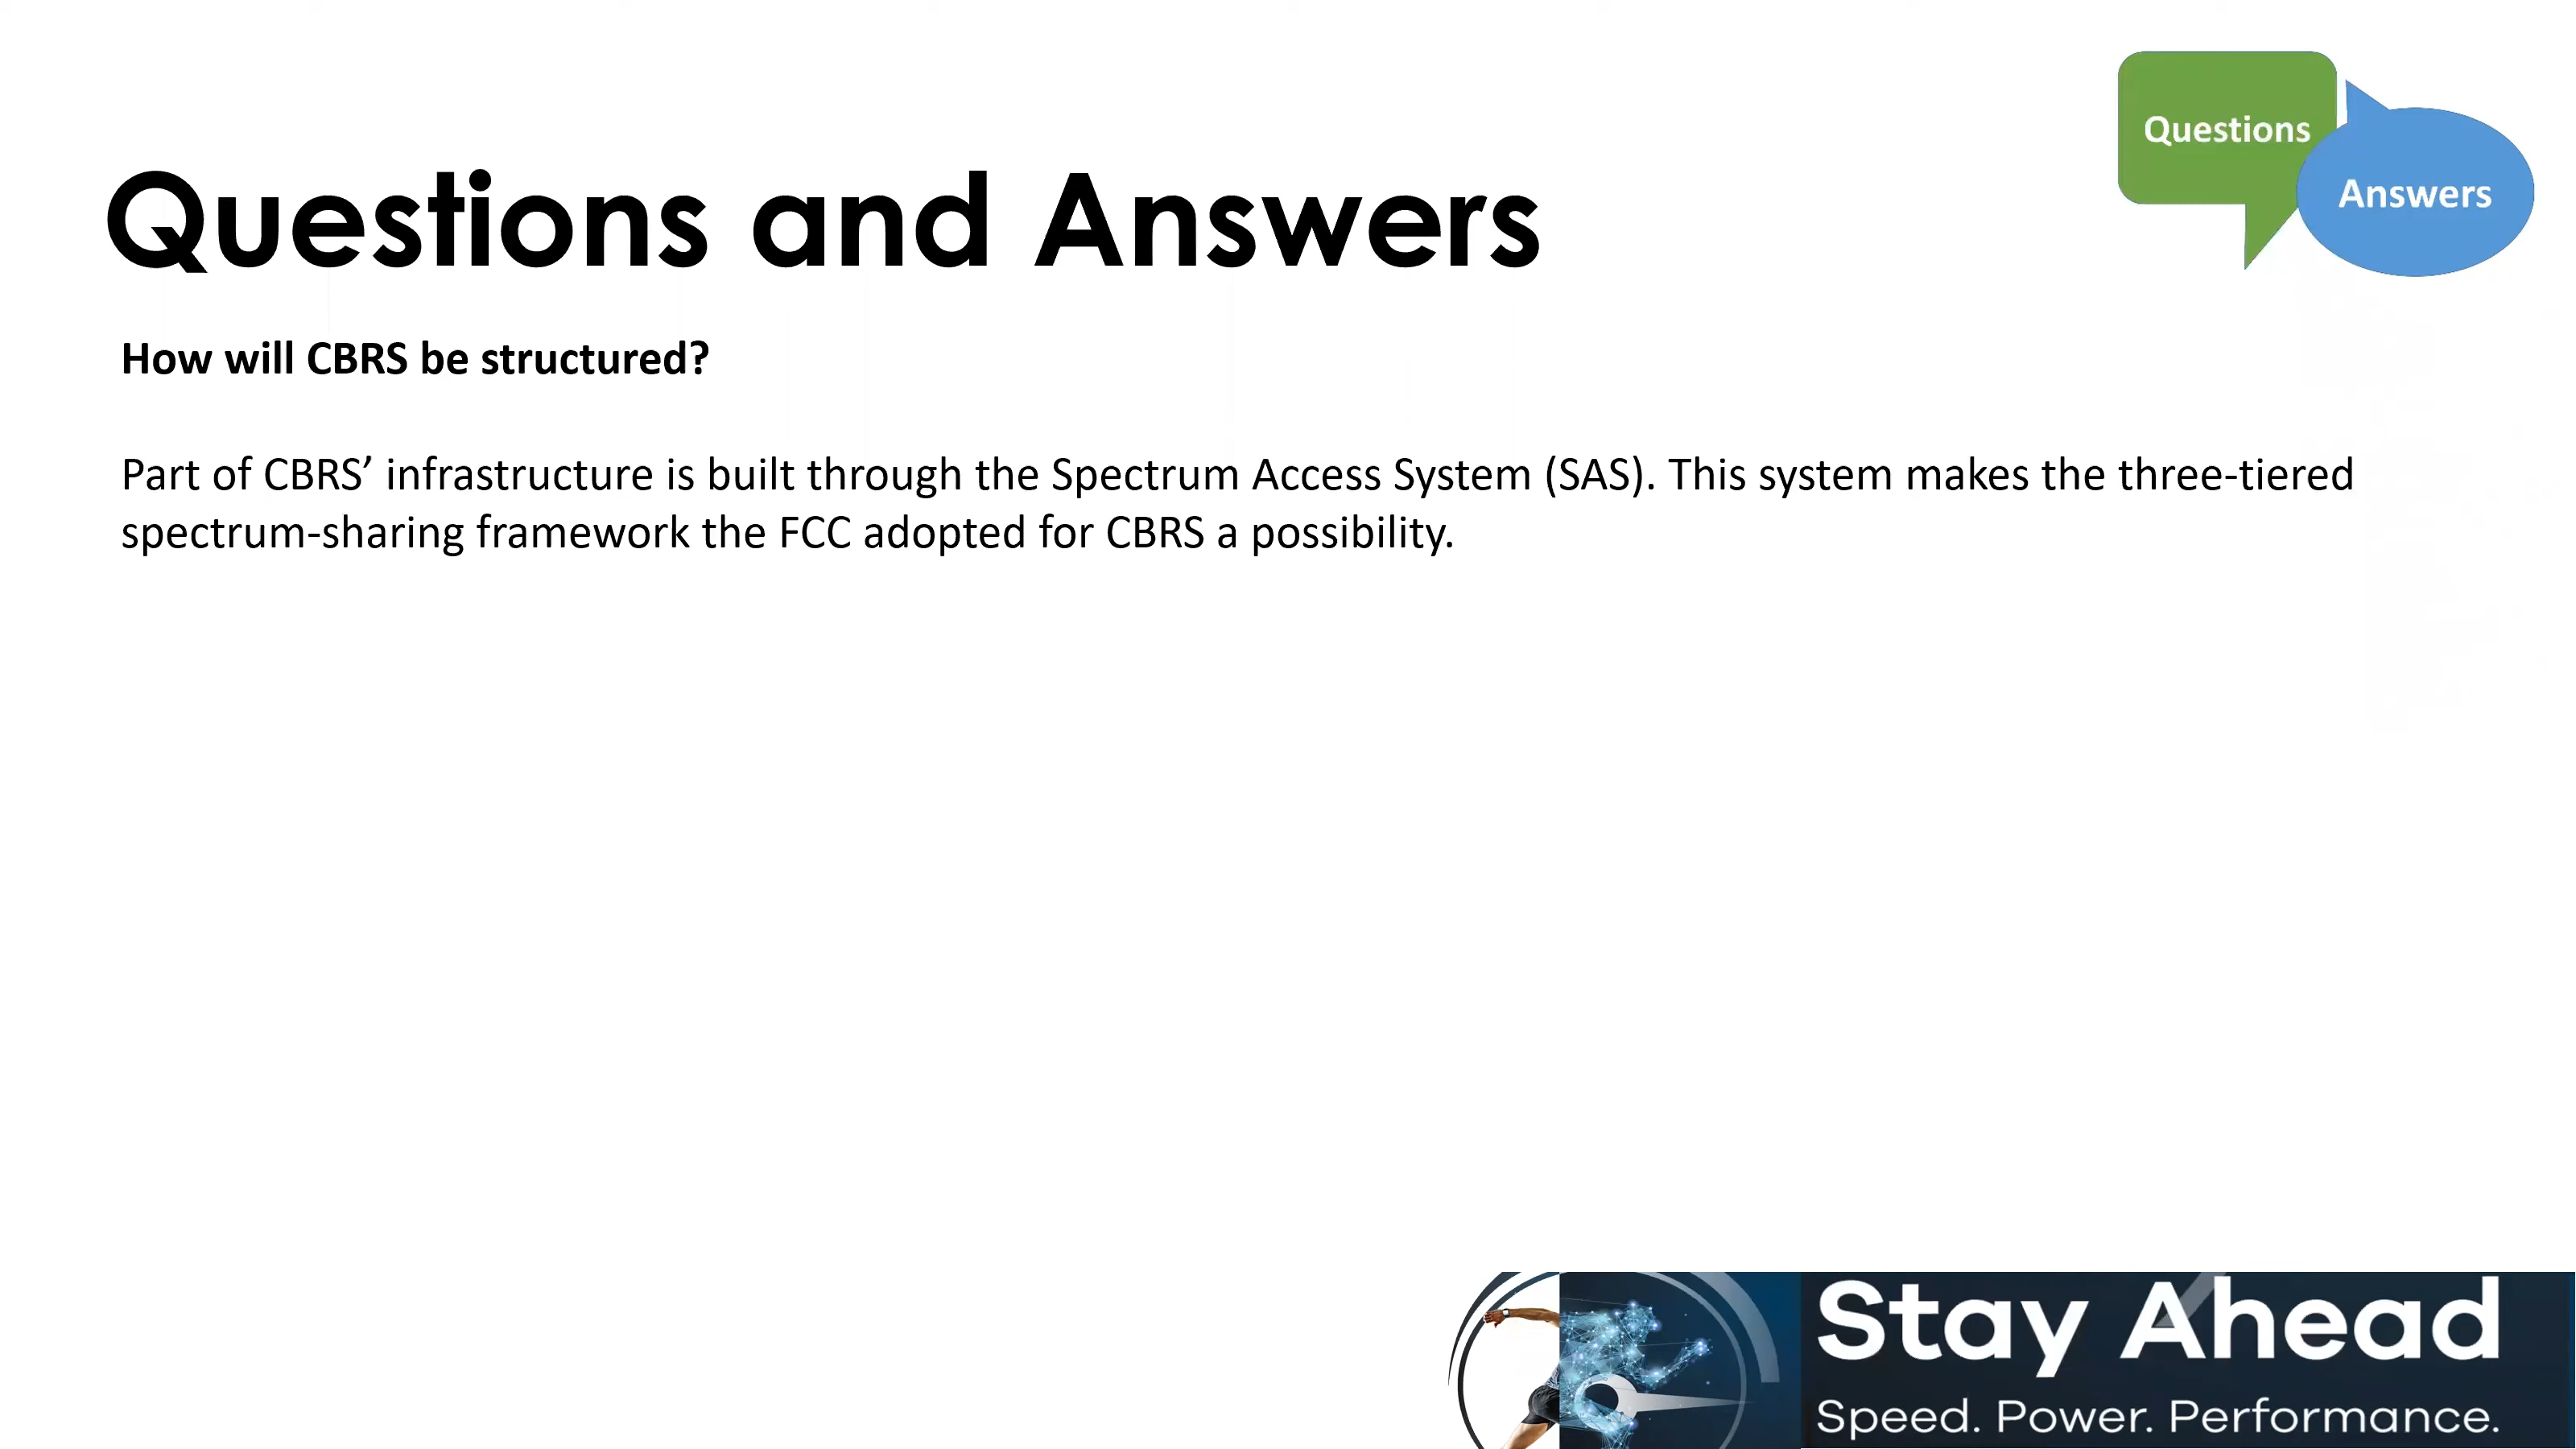 Questions
Answers
Questions and Answers
How will CBRS be structured?
Part of CBRS’ infrastructure is built through the Spectrum Access System (SAS). This system makes the three-tiered
spectrum-sharing framework the FCC adopted for CBRS a possibility.
Stay Ahead
Speed. Power. Performance.